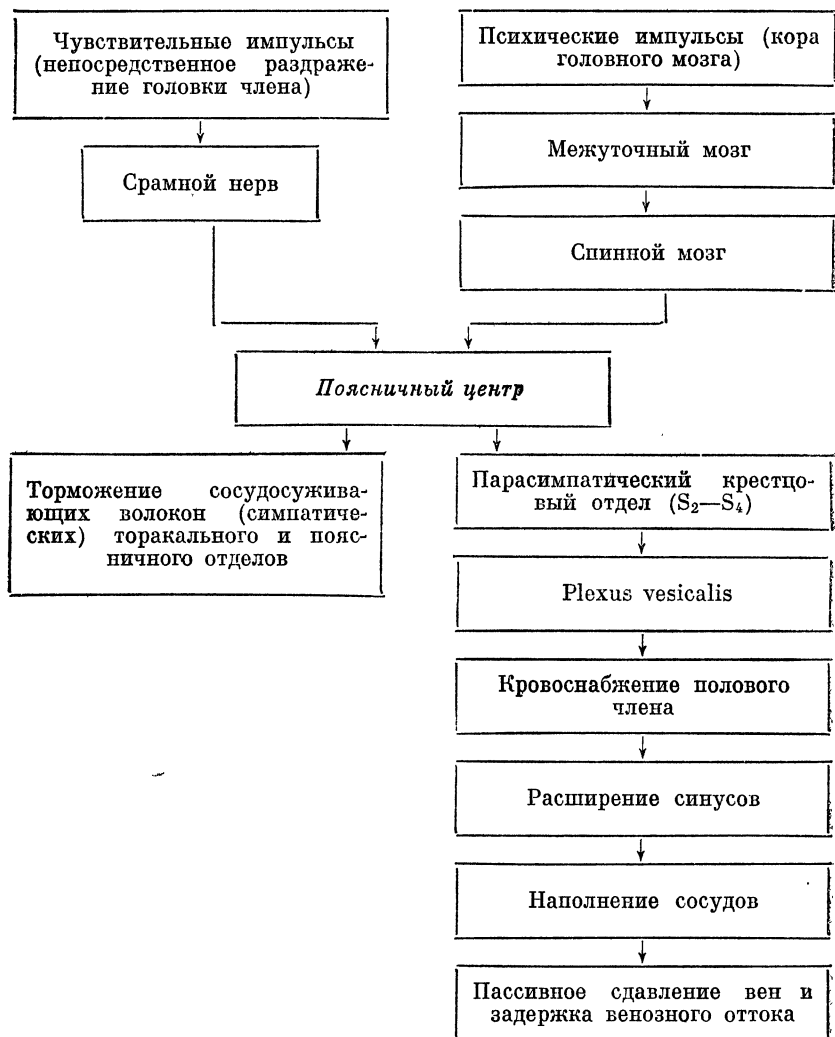 Чувствительные импульсы
(непосредственное раздраже-
ние головки члена)
Срамной нерв
Психические импульсы (кора
головного мозга)
Межуточный мозг
Спинной мозг
Поясничный центр
Торможение сосудосужива-
ющих волокон (симпатиче-
ских) торакального и пояс-
ничного отделов
Парасимпатический крестцо-
вый отдел (S₂—S₄)
Plexus vesicalis
Кровоснабжение полового
члена
Расширение синусов
Наполнение сосудов
Пассивное сдавление вен и
задержка венозного оттока